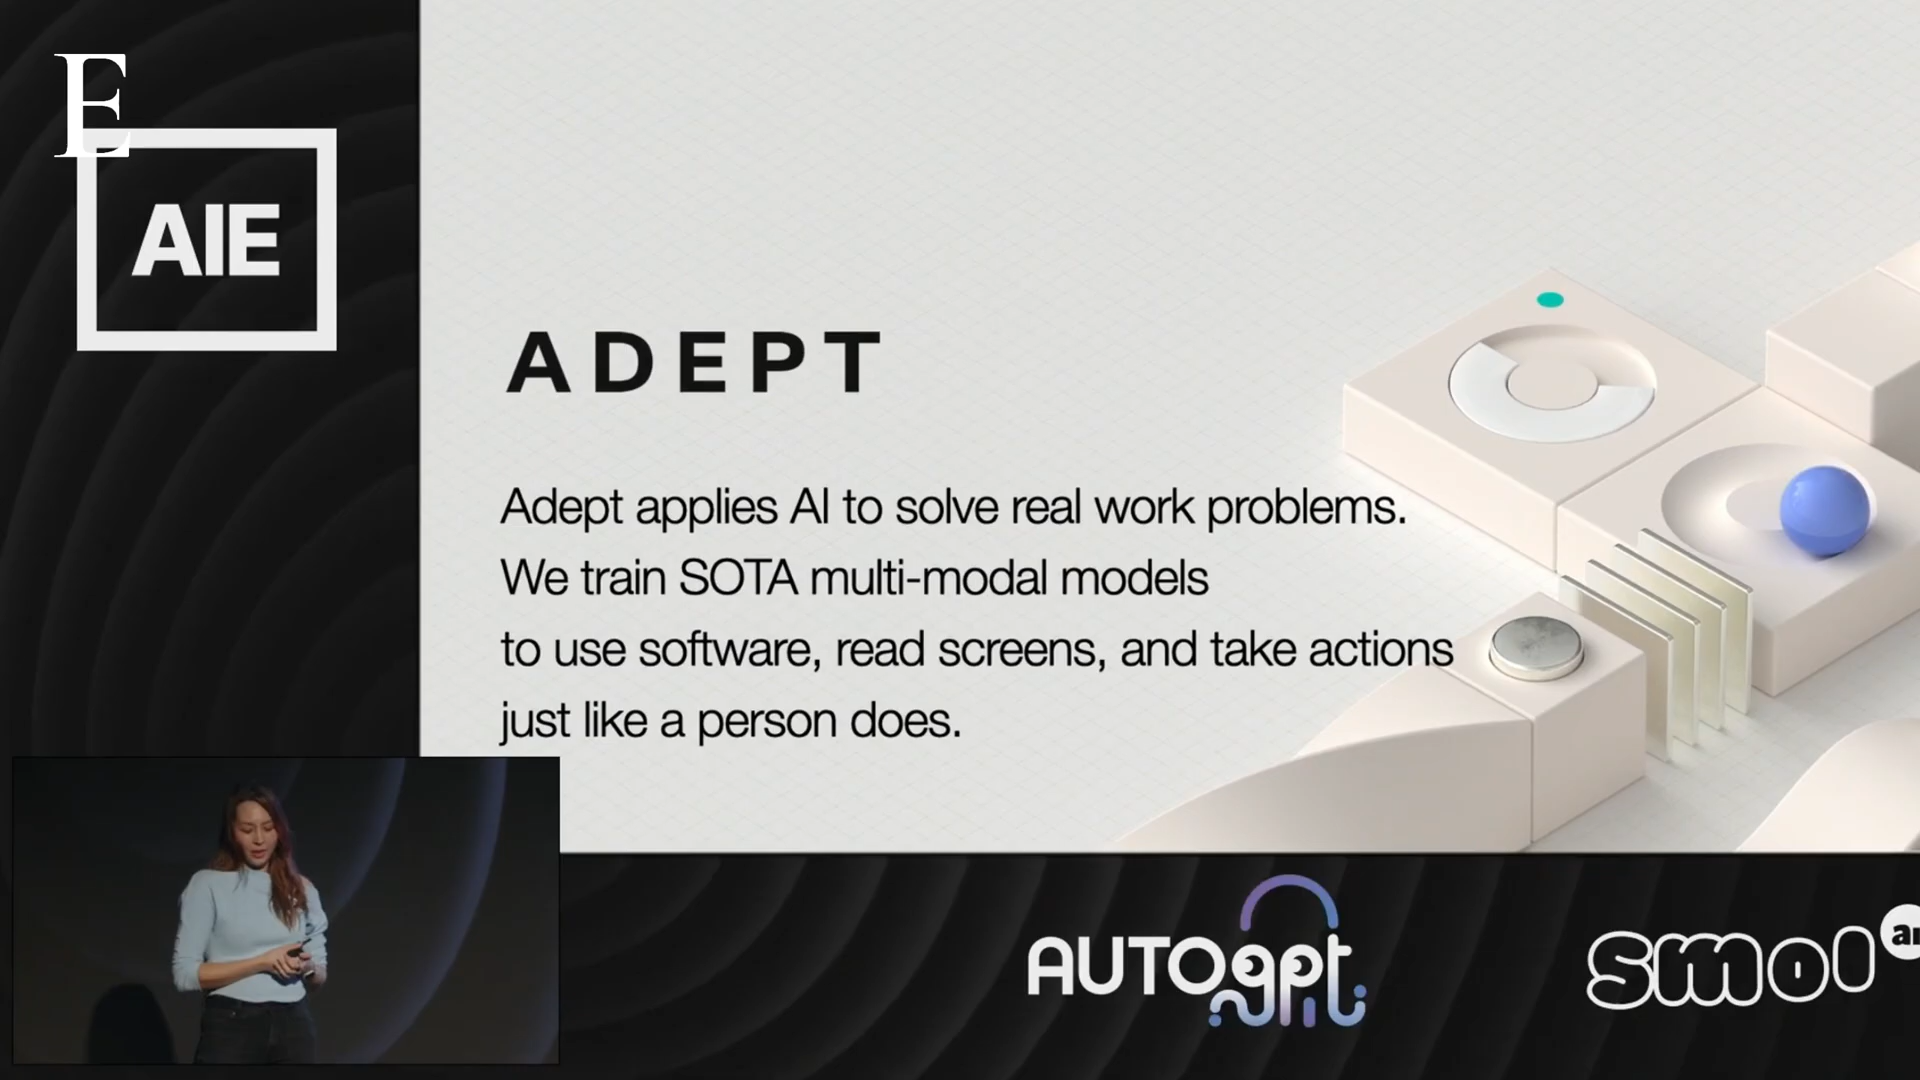 E
AIE
ADEPT
Adept applies AI to solve real work problems.
We train SOTA multi-modal models
to use software, read screens, and take actions
just like a person does.
AUTOgpt
smol